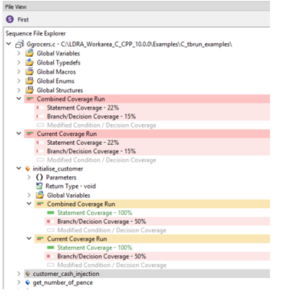 File View
First
Sequence File Explorer
Ggrocers.c - C:\LDRA_Workarea_C_CPP_10.0.0\Examples\C_tbrun_examples\
Global Variables
Global Typedefs
Global Macros
Global Enums
Global Structures
Combined Coverage Run
Statement Coverage - 22%
Branch/Decision Coverage - 15%
Modified Condition / Decision Coverage
Current Coverage Run
Statement Coverage - 22%
Branch/Decision Coverage - 15%
Modified Condition / Decision Coverage
initialise_customer
Parameters
Return Type - void
Global Variables
Combined Coverage Run
Statement Coverage - 100%
Branch/Decision Coverage - 50%
Modified Condition / Decision Coverage
Current Coverage Run
Statement Coverage - 100%
Branch/Decision Coverage - 50%
Modified Condition / Decision Coverage
customer_cash_injection
get_number_of_pence